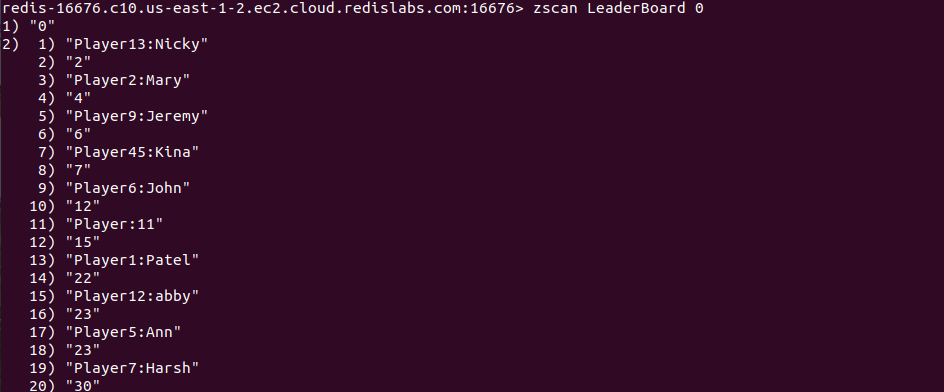 redis-16676.c10.us-east-1-2.ec2.cloud.redislabs.com:16676> zscan LeaderBoard 0
1) "0"
2)  1) "Player13:Nicky"
    2) "2"
    3) "Player2:Mary"
    4) "4"
    5) "Player9:Jeremy"
    6) "6"
    7) "Player45:Kina"
    8) "7"
    9) "Player6:John"
   10) "12"
   11) "Player:11"
   12) "15"
   13) "Player1:Patel"
   14) "22"
   15) "Player12:abby"
   16) "23"
   17) "Player5:Ann"
   18) "23"
   19) "Player7:Harsh"
   20) "30"